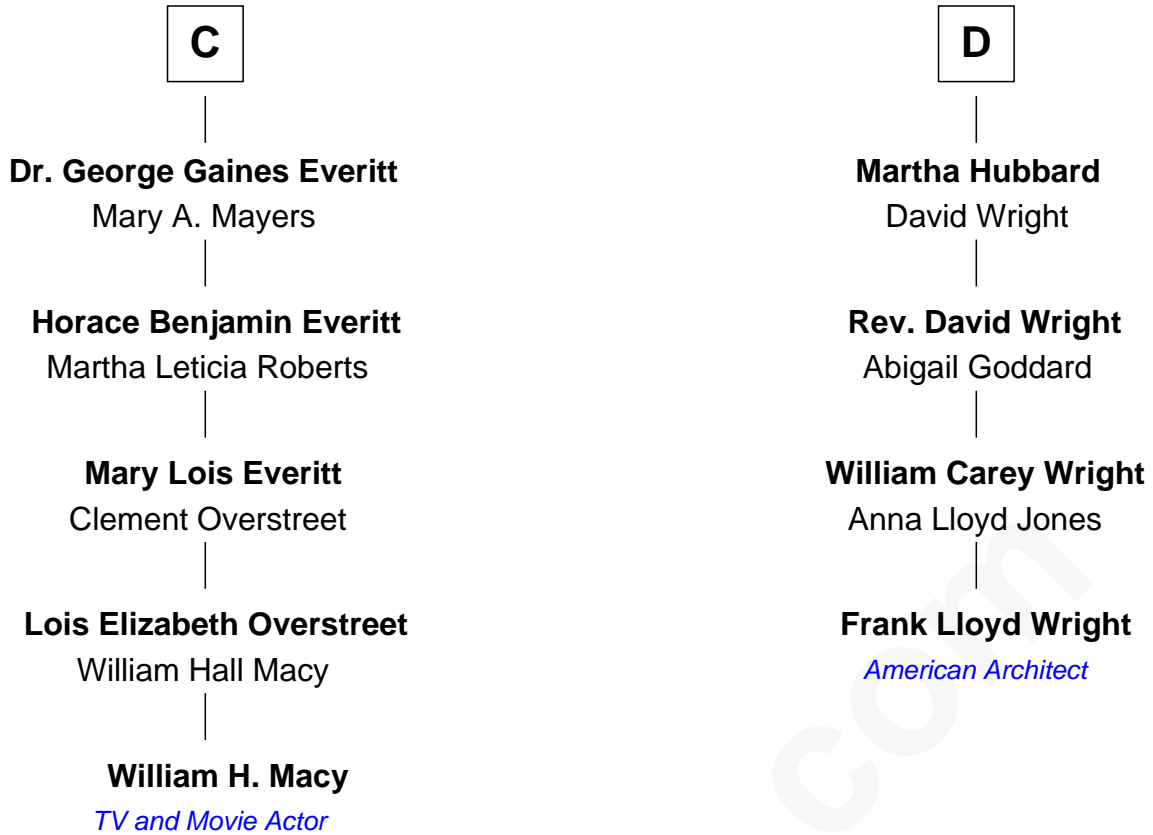 C
Dr. George Gaines Everitt
Mary A. Mayers
Horace Benjamin Everitt
Martha Leticia Roberts
Mary Lois Everitt
Clement Overstreet
Lois Elizabeth Overstreet
William Hall Macy
William H. Macy
TV and Movie Actor
D
Martha Hubbard
David Wright
Rev. David Wright
Abigail Goddard
William Carey Wright
Anna Lloyd Jones
Frank Lloyd Wright
American Architect
com